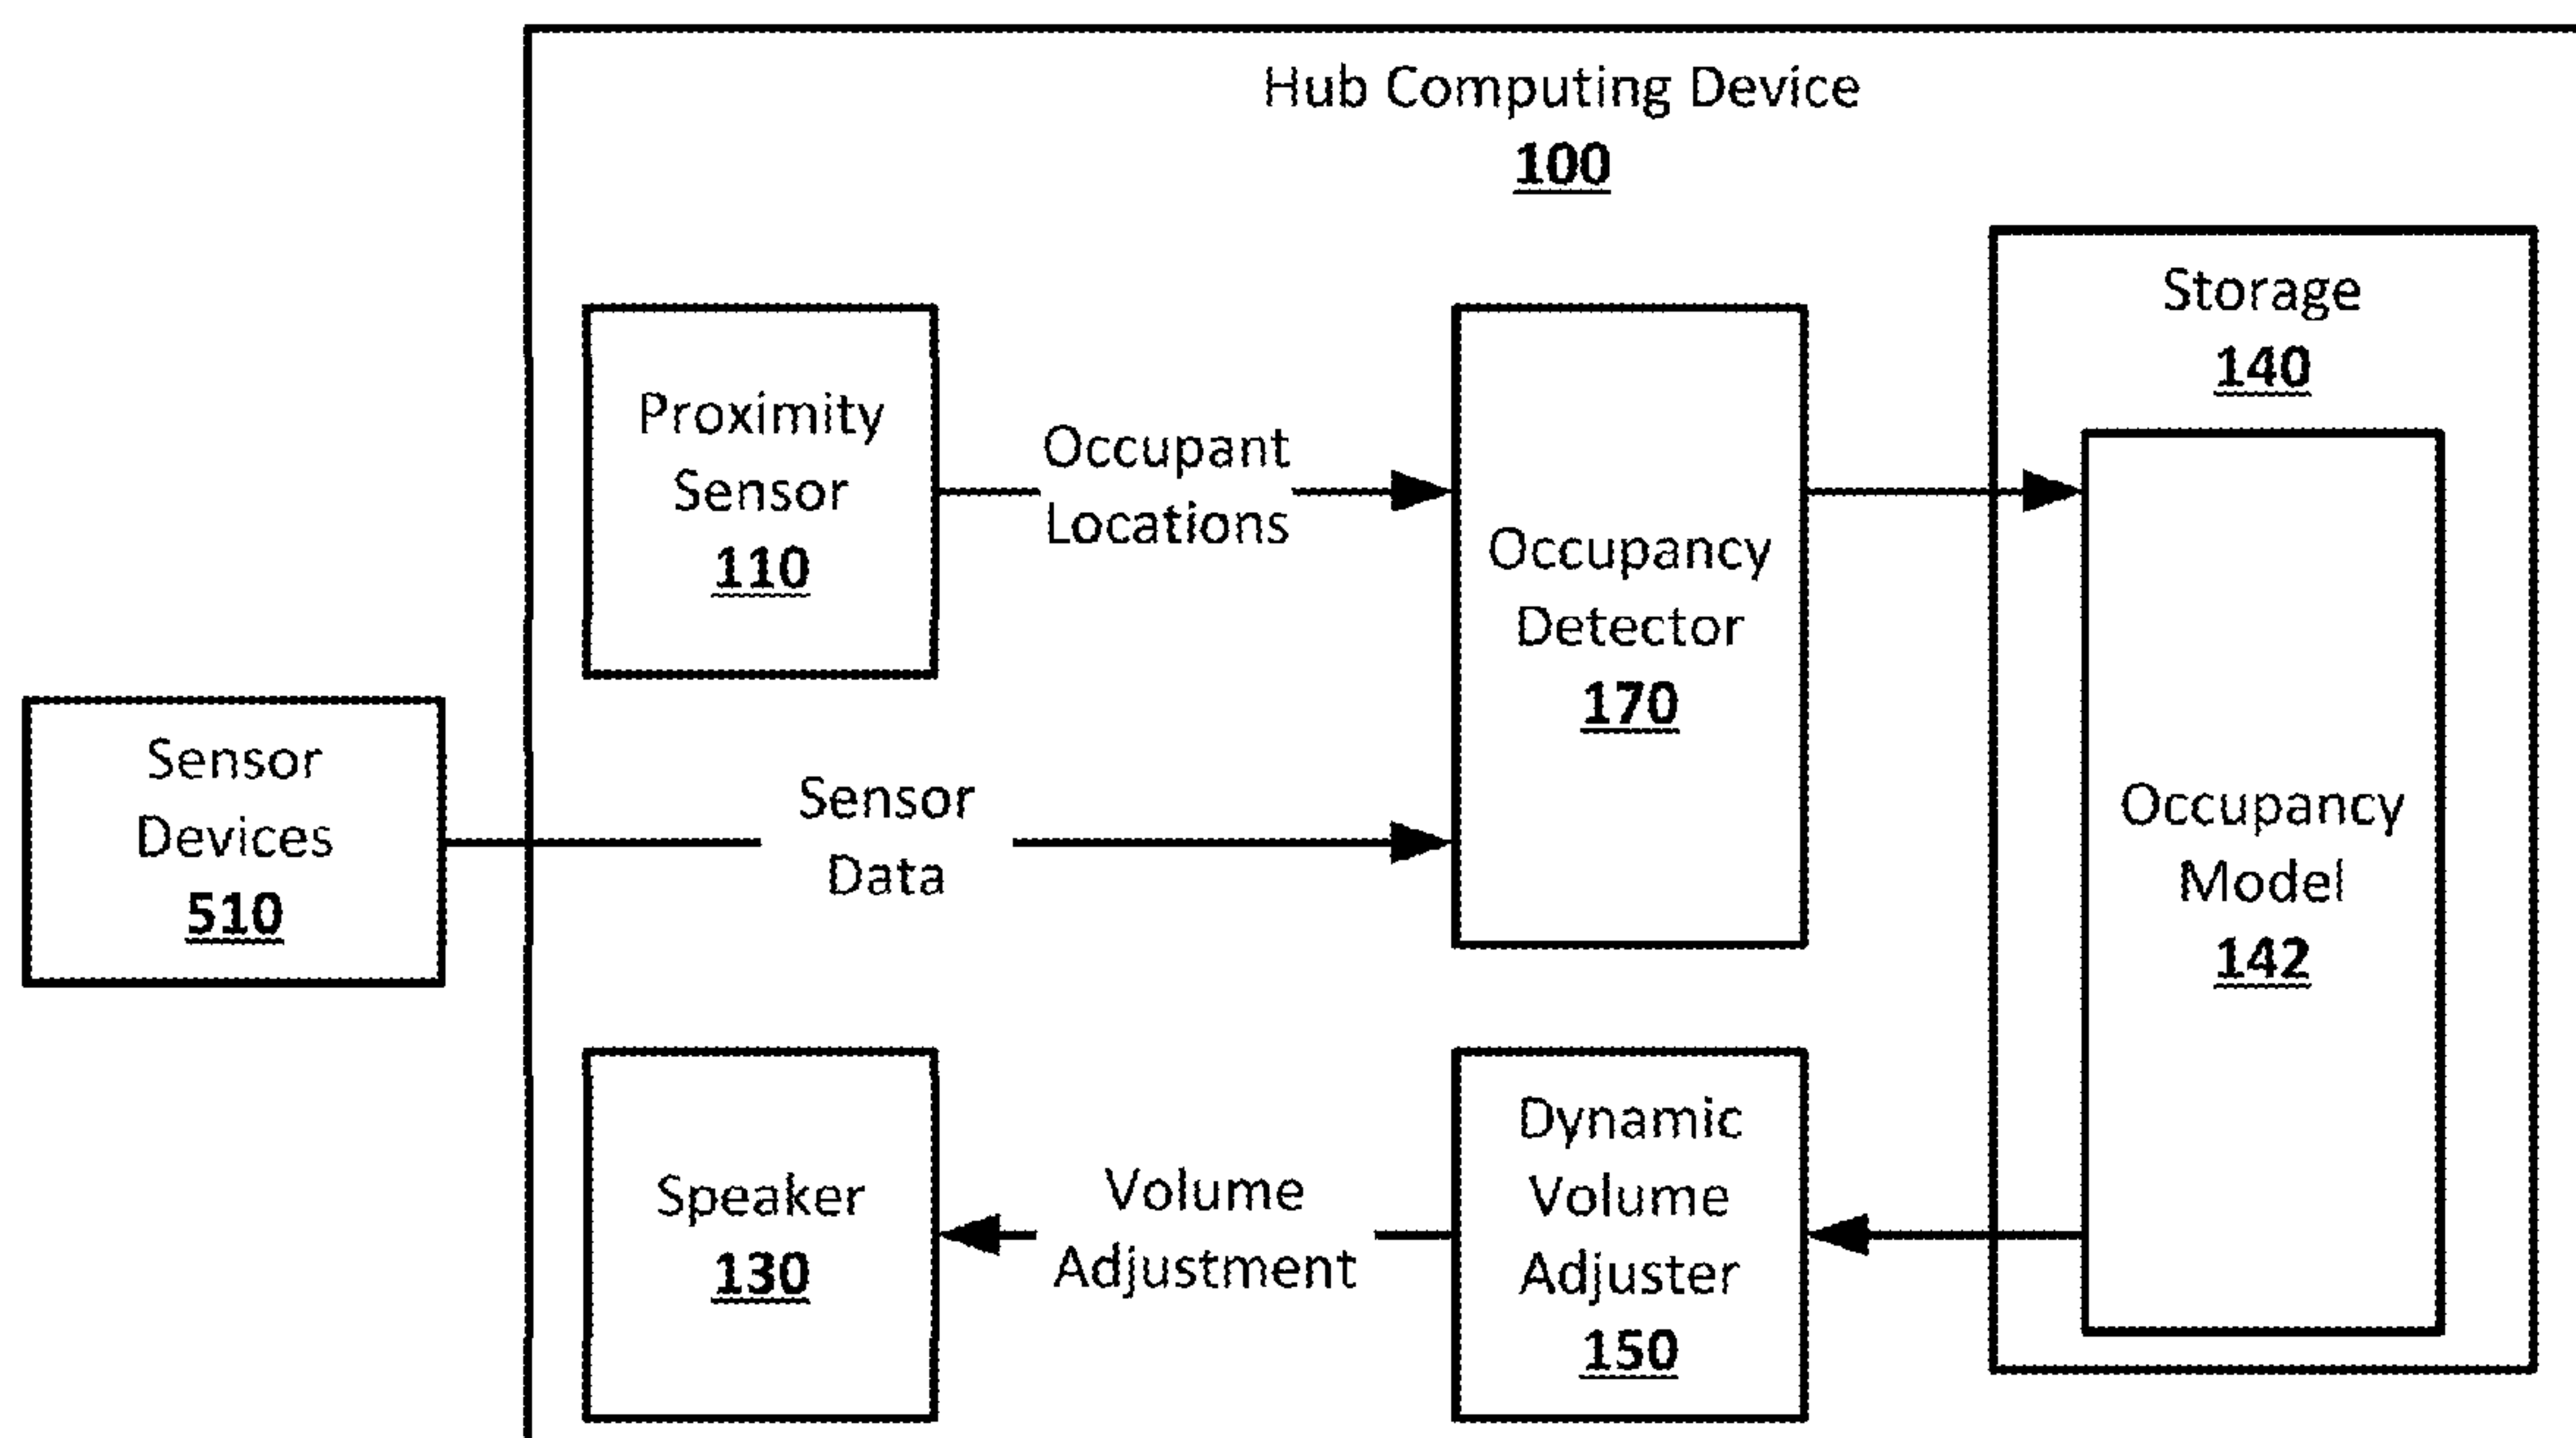 Hub Computing Device
100
Proximity
Sensor
110
Occupant
Locations
Occupancy
Detector
170
Storage
140
Occupancy
Model
142
Sensor
Devices
510
Sensor
Data
Speaker
130
Volume
Adjustment
Dynamic
Volume
Adjuster
150